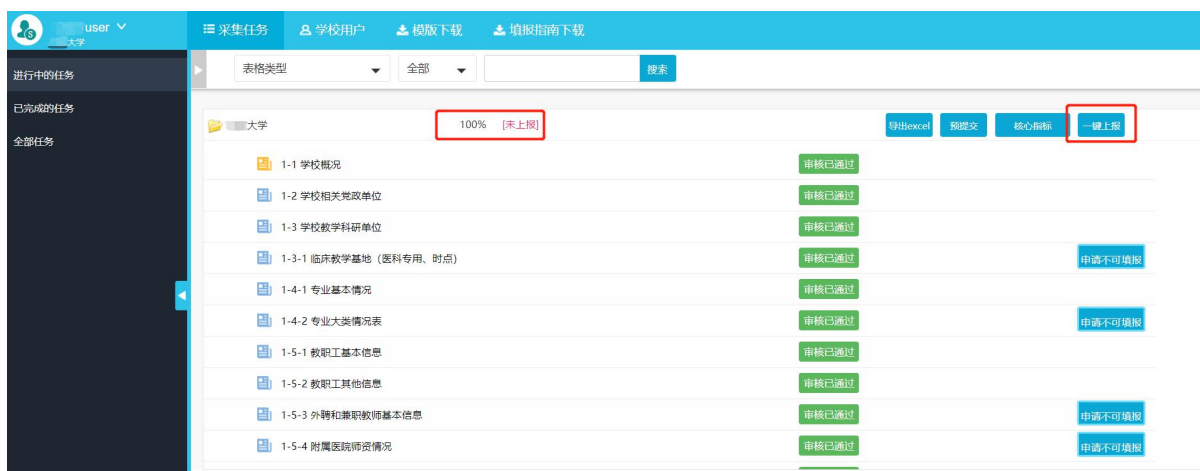 user
大学
采集任务 学校用户 模版下载 填报指南下载
进行中的任务
已完成的任务
全部任务
表格类型 全部 搜索
大学 100% [未上报] 导出excel 预提交 核心指标 一键上报
1-1 学校概况 审核已通过
1-2 学校相关党政单位 审核已通过
1-3 学校教学科研单位 审核已通过
1-3-1 临床教学基地（医科专用、时点） 审核已通过 申请不可填报
1-4-1 专业基本情况 审核已通过
1-4-2 专业大类情况表 审核已通过 申请不可填报
1-5-1 教职工基本信息 审核已通过
1-5-2 教职工其他信息 审核已通过
1-5-3 外聘和兼职教师基本信息 审核已通过 申请不可填报
1-5-4 附属医院师资情况 审核已通过 申请不可填报